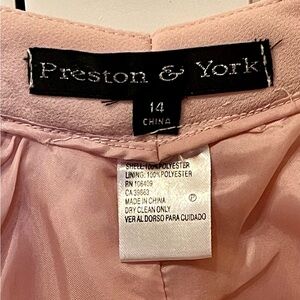 Preston & York
14
CHINA
SHELL: 100% POLYESTER
LINING: 100% POLYESTER
RN 106409
CA 39663
MADE IN CHINA
DRY CLEAN ONLY
VER AL DORSO PARA CUIDADO
P